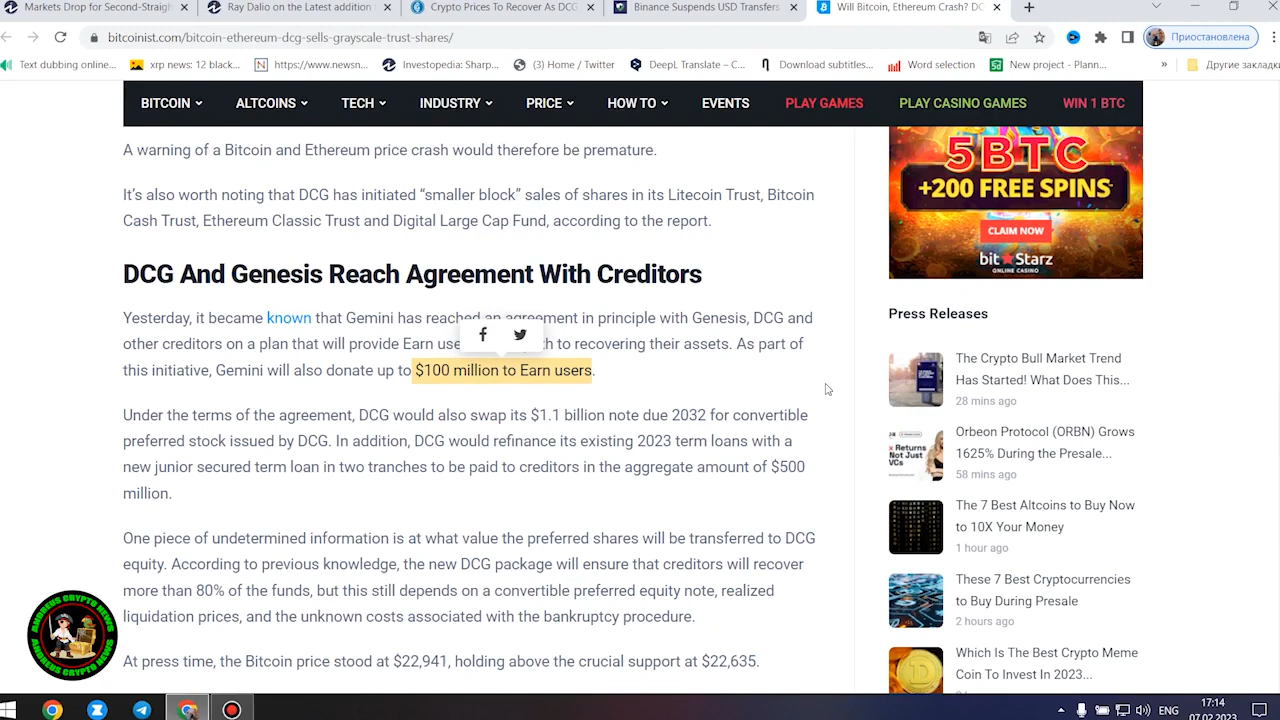 Markets Drop for Second-Straigh
Ray Dalio on the Latest addition
Crypto Prices To Recover As DCG
Binance Suspends USD Transfers
Will Bitcoin, Ethereum Crash? DC
bitcoinist.com/bitcoin-ethereum-dcg-sells-grayscale-trust-shares/
Приостановлена
Text dubbing online...
xrp news: 12 black...
https://www.newsn...
Investopedia: Sharp...
(3) Home / Twitter
DeepL Translate – C...
Download subtitles...
Word selection
New project - Plann...
»
Другие закладки
BITCOIN
ALTCOINS
TECH
INDUSTRY
PRICE
HOW TO
EVENTS
PLAY GAMES
PLAY CASINO GAMES
WIN 1 BTC
A warning of a Bitcoin and Ethereum price crash would therefore be premature.
It's also worth noting that DCG has initiated “smaller block” sales of shares in its Litecoin Trust, Bitcoin
Cash Trust, Ethereum Classic Trust and Digital Large Cap Fund, according to the report.
DCG And Genesis Reach Agreement With Creditors
Yesterday, it became known that Gemini has reached an agreement in principle with Genesis, DCG and
other creditors on a plan that will provide Earn use th to recovering their assets. As part of
this initiative, Gemini will also donate up to $100 million to Earn users.
Under the terms of the agreement, DCG would also swap its $1.1 billion note due 2032 for convertible
preferred stock issued by DCG. In addition, DCG would refinance its existing 2023 term loans with a
new junior secured term loan in two tranches to be paid to creditors in the aggregate amount of $500
million.
One piece of indetermined information is at what value the preferred shares will be transferred to DCG
equity. According to previous knowledge, the new DCG package will ensure that creditors will recover
more than 80% of the funds, but this still depends on a convertible preferred equity note, realized
liquidation prices, and the unknown costs associated with the bankruptcy procedure.
At press time, the Bitcoin price stood at $22,941, holding above the crucial support at $22,635.
5BTC
+200 FREE SPINS
CLAIM NOW
bit★Starz
ONLINE CASINO
Press Releases
The Crypto Bull Market Trend
Has Started! What Does This...
28 mins ago
Returns
Not Just
VCs
Orbeon Protocol (ORBN) Grows
1625% During the Presale...
58 mins ago
The 7 Best Altcoins to Buy Now
to 10X Your Money
1 hour ago
These 7 Best Cryptocurrencies
to Buy During Presale
2 hours ago
Which Is The Best Crypto Meme
Coin To Invest In 2023...
ANDREUS CRYPTO NEWS
ANDREUS CRYPTO NEWS
ENG
17:14
07.02.2023